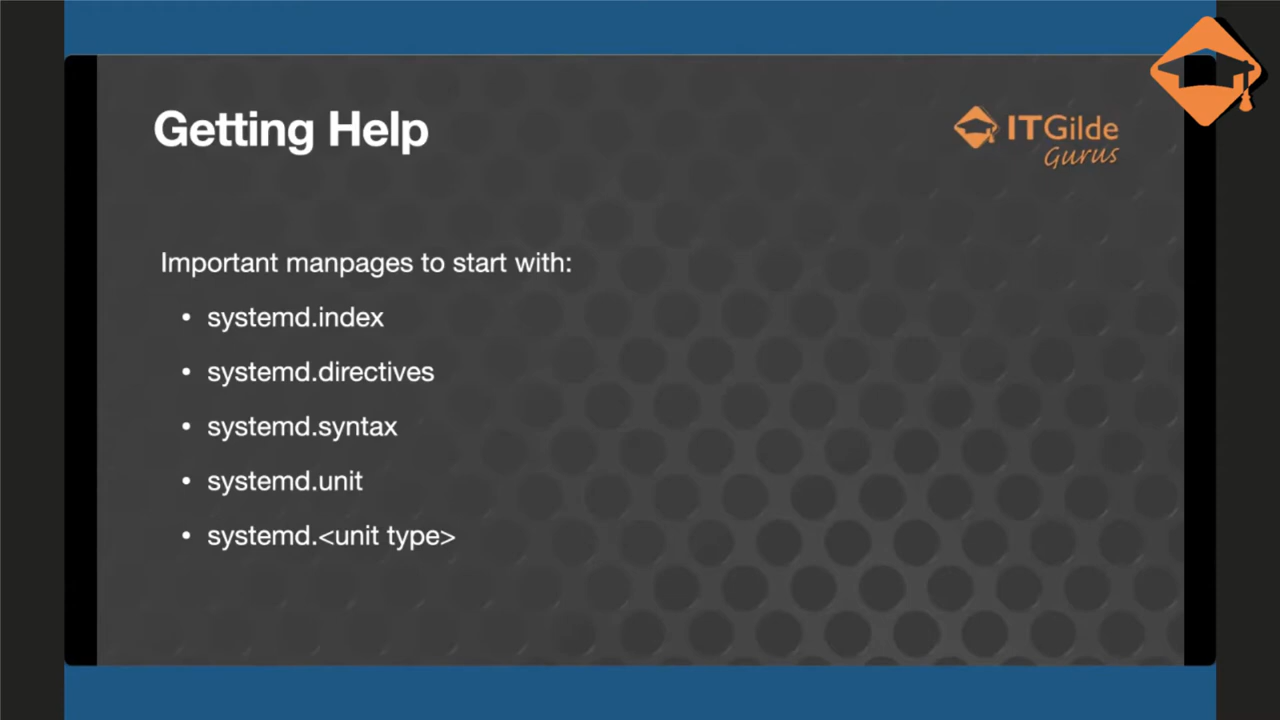 Getting Help
ITGilde
Gurus
Important manpages to start with:
• systemd.index
• systemd.directives
• systemd.syntax
• systemd.unit
• systemd.<unit type>